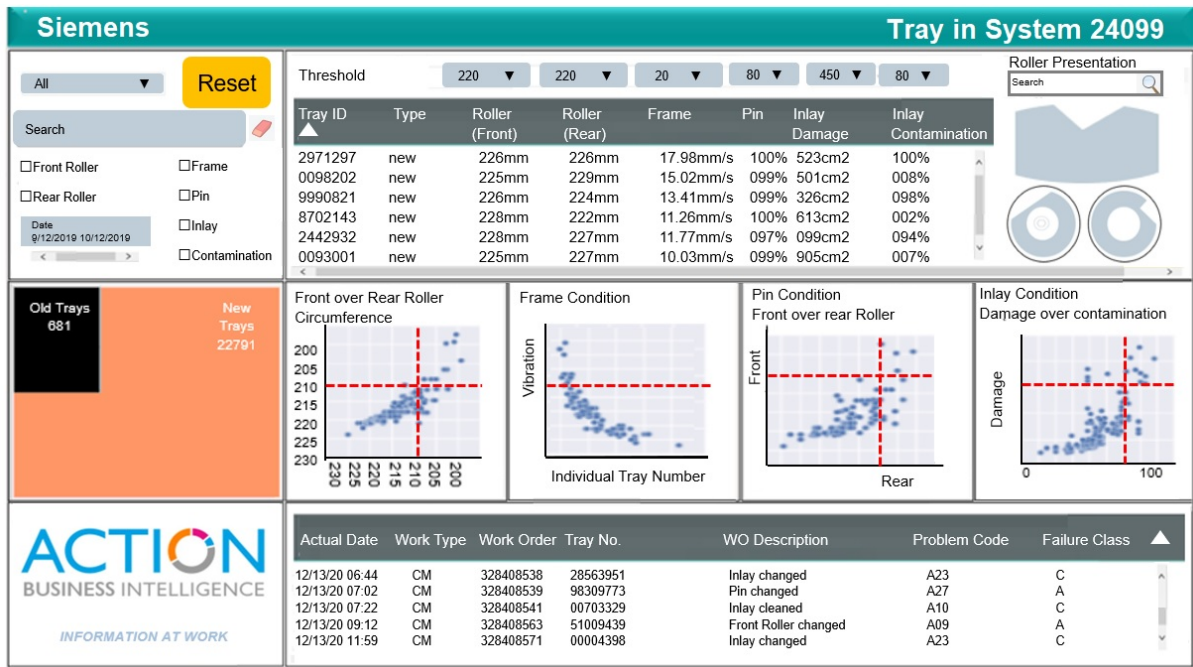 Siemens
Tray in System 24099
All ▼
Reset
Search
☐Front Roller
☐Frame
☐Rear Roller
☐Pin
Date
9/12/2019 10/12/2019
☐Inlay
< >
☐Contamination
Threshold 220 ▼ 220 ▼ 20 ▼ 80 ▼ 450 ▼ 80 ▼
Tray ID Type Roller (Front) Roller (Rear) Frame Pin Inlay Damage Inlay Contamination
2971297 new 226mm 226mm 17.98mm/s 100% 523cm2 100%
0098202 new 225mm 229mm 15.02mm/s 099% 501cm2 008%
9990821 new 226mm 224mm 13.41mm/s 099% 326cm2 098%
8702143 new 228mm 222mm 11.26mm/s 100% 613cm2 002%
2442932 new 228mm 227mm 11.77mm/s 097% 099cm2 094%
0093001 new 225mm 227mm 10.03mm/s 099% 905cm2 007%
Roller Presentation
Search
Old Trays
681
New
Trays
22791
Front over Rear Roller
Circumference
200
205
210
215
220
225
230
230 225 220 215 210 205 200
Frame Condition
Vibration
Individual Tray Number
Pin Condition
Front over rear Roller
Front
Rear
Inlay Condition
Damage over contamination
Damage
0 100
ACTION
BUSINESS INTELLIGENCE
INFORMATION AT WORK
Actual Date Work Type Work Order Tray No. WO Description Problem Code Failure Class
12/13/20 06:44 CM 328408538 28563951 Inlay changed A23 C
12/13/20 07:02 CM 328408539 98309773 Pin changed A27 A
12/13/20 07:22 CM 328408541 00703329 Inlay cleaned A10 C
12/13/20 09:12 CM 328408563 51009439 Front Roller changed A09 A
12/13/20 11:59 CM 328408571 00004398 Inlay changed A23 C